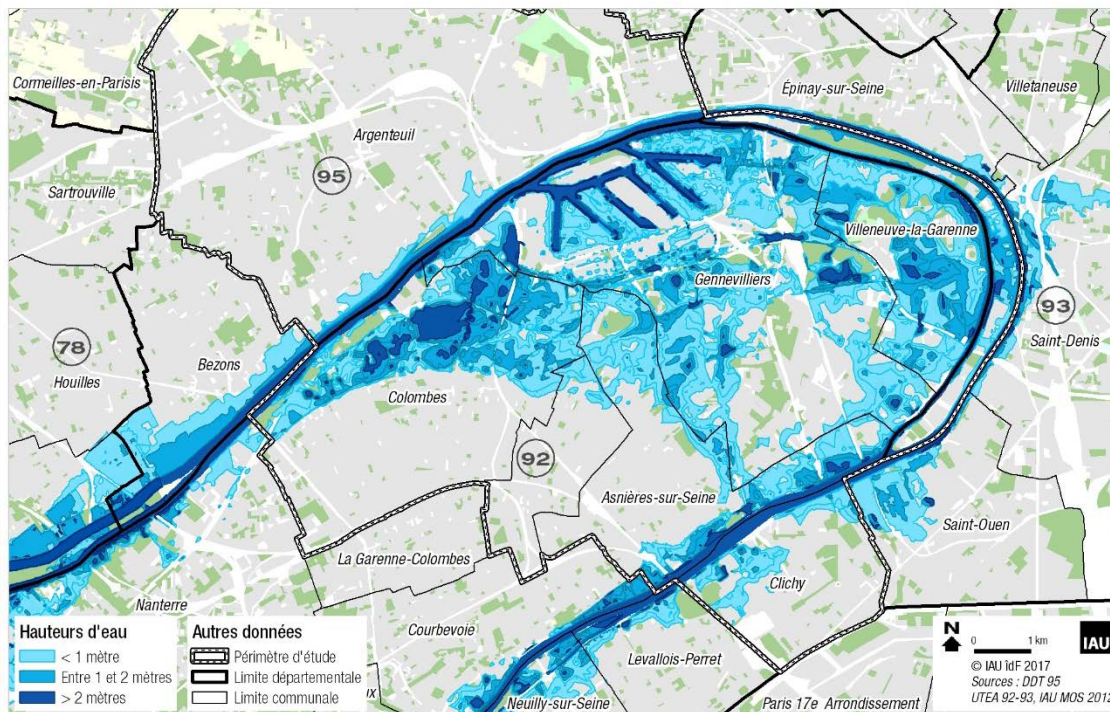 Cormeilles-en-Parisis
Épinay-sur-Seine
Villetaneuse
Argenteuil
95
Sartrouville
Villeneuve-la-Garenne
Gennevilliers
93
Saint-Denis
78
Houilles
Bezons
Colombes
92
Asnières-sur-Seine
Saint-Ouen
La Garenne-Colombes
Clichy
Nanterre
Courbevoie
Levallois-Perret
Neuilly-sur-Seine
Paris 17e Arrondissement
Hauteurs d'eau
< 1 mètre
Entre 1 et 2 mètres
> 2 mètres
Autres données
Périmètre d'étude
Limite départementale
Limite communale
N
0 1 km
IAU
© IAU îdF 2017
Sources : DDT 95
UTEA 92-93, IAU MOS 2012